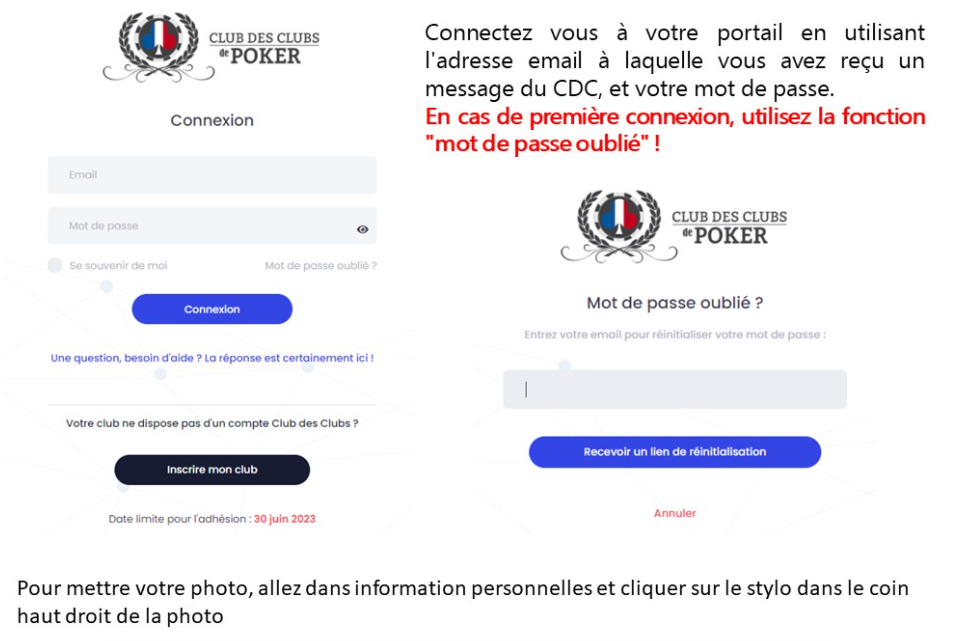 CLUB DES CLUBS
de POKER
Connexion
Email
Mot de passe
Se souvenir de moi
Mot de passe oublié ?
Connexion
Une question, besoin d'aide ? La réponse est certainement ici !
Votre club ne dispose pas d'un compte Club des Clubs ?
Inscrire mon club
Date limite pour l'adhésion : 30 juin 2023
Connectez vous à votre portail en utilisant
l'adresse email à laquelle vous avez reçu un
message du CDC, et votre mot de passe.
En cas de première connexion, utilisez la fonction
"mot de passe oublié" !
CLUB DES CLUBS
de POKER
Mot de passe oublié ?
Entrez votre email pour réinitialiser votre mot de passe :
Recevoir un lien de réinitialisation
Annuler
Pour mettre votre photo, allez dans information personnelles et cliquer sur le stylo dans le coin
haut droit de la photo